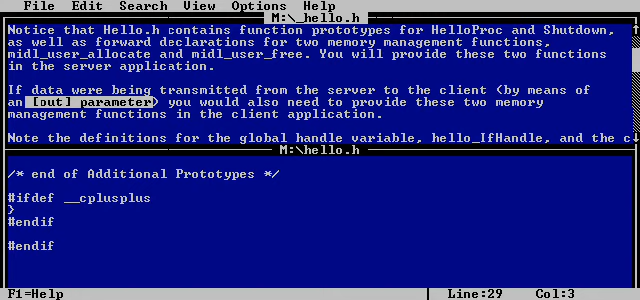 File Edit Search View Options Help
M:\_hello.h
Notice that Hello.h contains function prototypes for HelloProc and Shutdown,
as well as forward declarations for two memory management functions,
midl_user_allocate and midl_user_free. You will provide these two functions
in the server application.
If data were being transmitted from the server to the client (by means of
an [out] parameter) you would also need to provide these two memory
management functions in the client application.
Note the definitions for the global handle variable, hello_IfHandle, and the c
M:\hello.h
/* end of Additional Prototypes */
#ifdef __cplusplus
}
#endif
#endif
F1=Help Line:29 Col:3